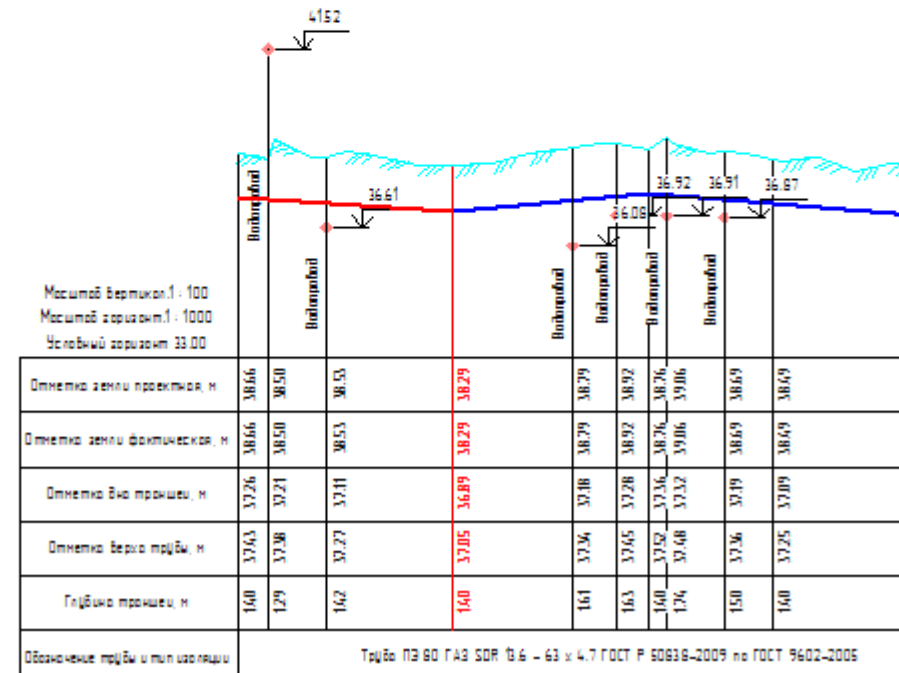 41.52
36.61
36.08
36.92
36.91
36.87
Водопровод
Водопровод
Водопровод
Водопровод
Водопровод
Водопровод
Масштаб вертикал.1 : 100
Масштаб горизонт.1 : 1000
Условный горизонт 33.00
Отметка земли проектная, м 38.66 38.50 38.53 38.29 38.79 38.92 38.76 39.06 38.69 38.49
Отметка земли фактическая, м 38.66 38.50 38.53 38.29 38.79 38.92 38.76 39.06 38.69 38.49
Отметка дна траншеи, м 37.26 37.21 37.11 36.89 37.18 37.28 37.36 37.32 37.19 37.09
Отметка верха трубы, м 37.43 37.38 37.27 37.05 37.34 37.45 37.52 37.48 37.36 37.25
Глубина траншеи, м 1.40 1.29 1.42 1.40 1.61 1.63 1.40 1.74 1.50 1.40
Обозначение трубы и тип изоляции Труба ПЭ 80 ГАЗ SDR 13.6 - 63 x 4.7 ГОСТ Р 50838-2009 по ГОСТ 9602-2005